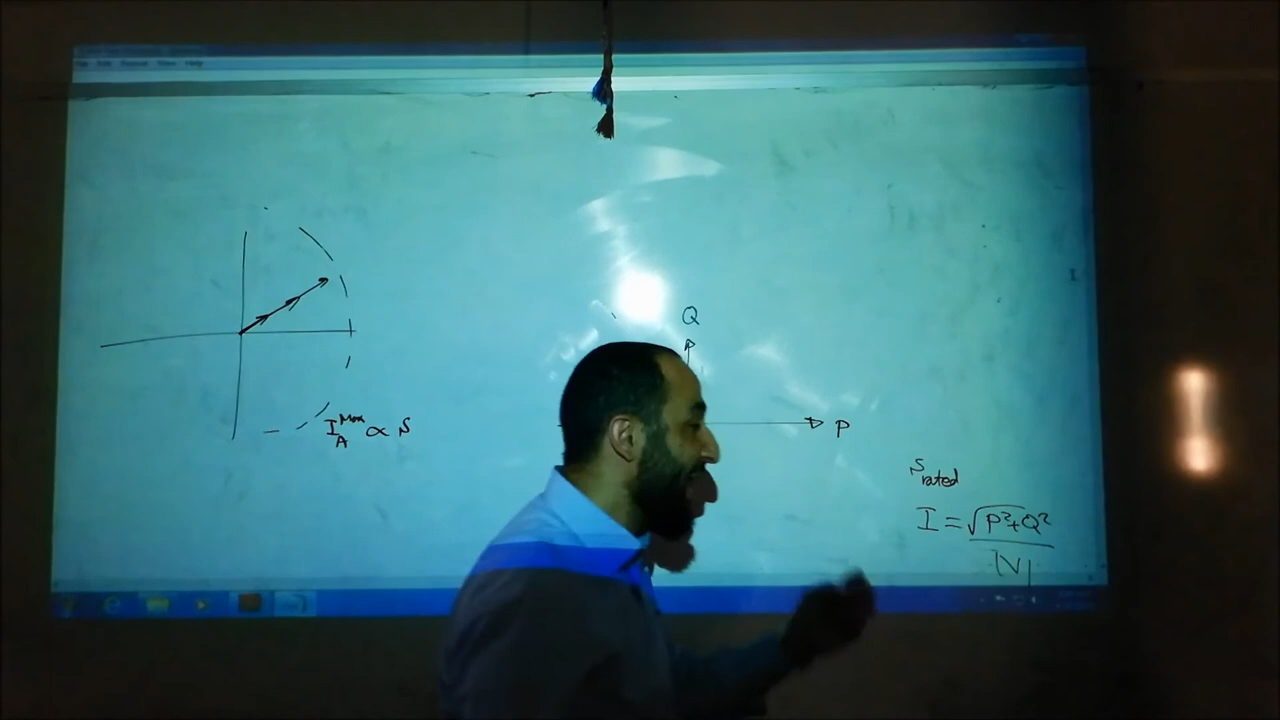 I_A^Max ∝ S
Q
P
S_rated
I = √(P²+Q²) / |V|